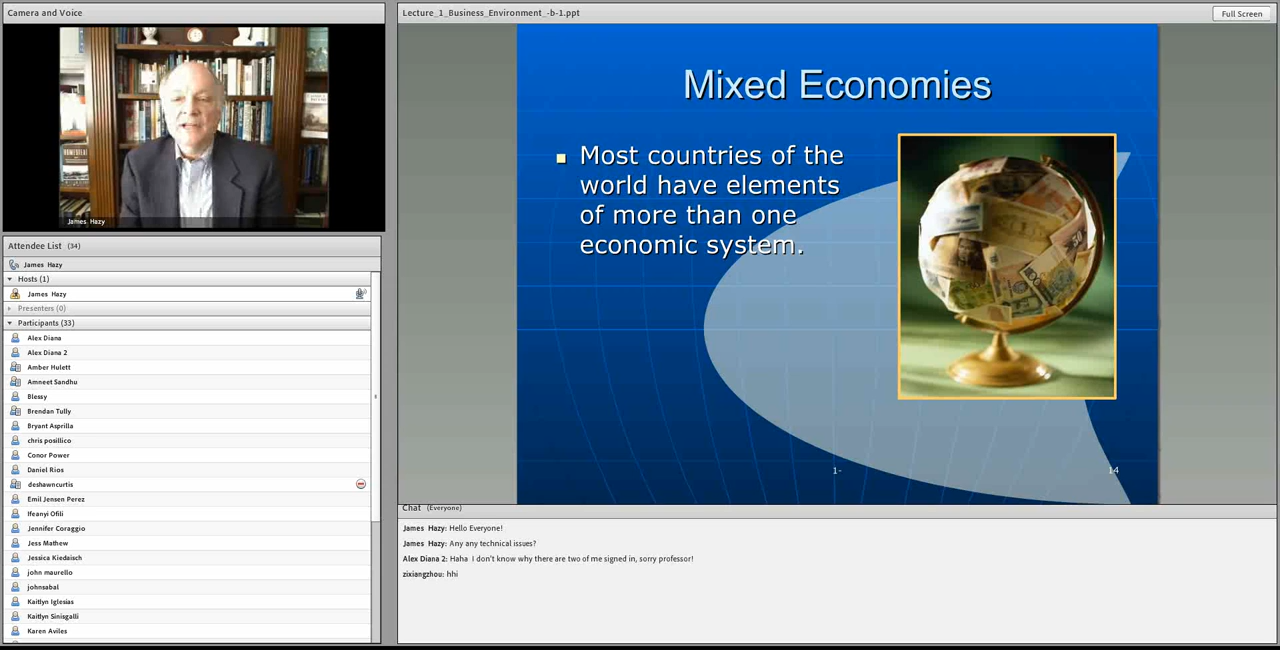 Camera and Voice
James Hazy
Attendee List (34)
James Hazy
Hosts (1)
James Hazy
Presenters (0)
Participants (33)
Alex Diana
Alex Diana 2
Amber Hulett
Amneet Sandhu
Blessy
Brendan Tully
Bryant Asprilla
chris posillico
Conor Power
Daniel Rios
deshawncurtis
Emil Jensen Perez
Ifeanyi Ofili
Jennifer Coraggio
Jess Mathew
Jessica Kiedaisch
john maurello
johnsabal
Kaitlyn Iglesias
Kaitlyn Sinisgalli
Karen Aviles
Lecture_1_Business_Environment_-b-1.ppt
Full Screen
Mixed Economies
Most countries of the
world have elements
of more than one
economic system.
1-
14
Chat (Everyone)
James Hazy: Hello Everyone!
James Hazy: Any any technical issues?
Alex Diana 2: Haha I don't know why there are two of me signed in, sorry professor!
zixiangzhou: hhi